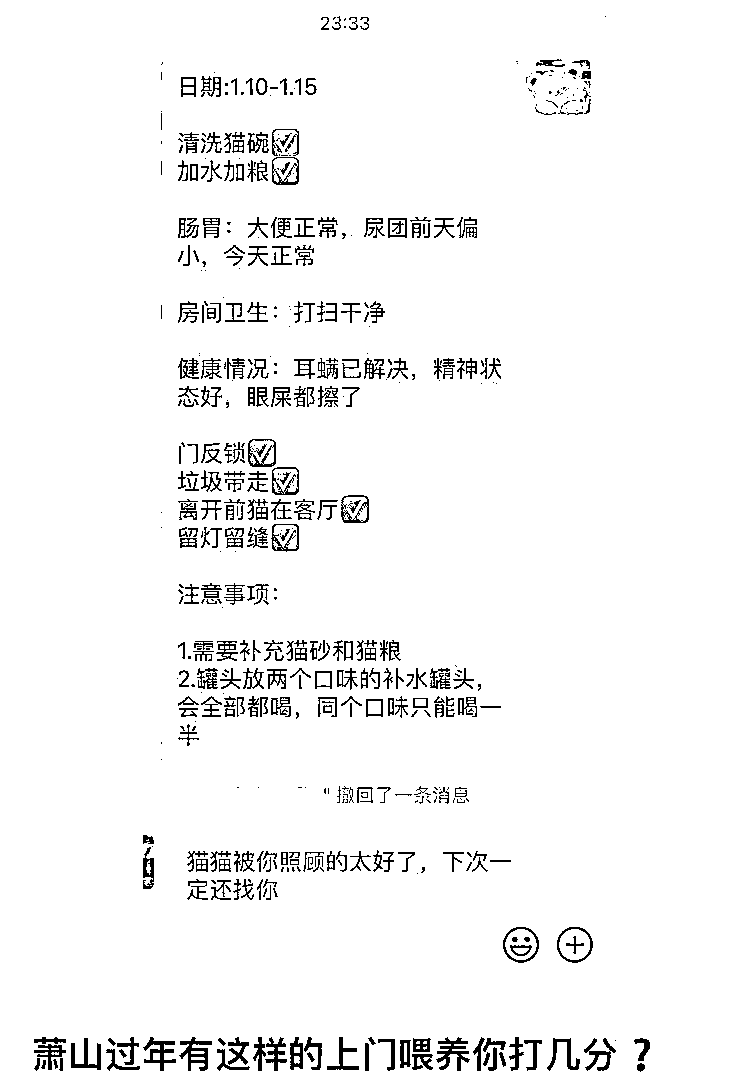 23:33
日期:1.10-1.15
清洗猫碗✅
加水加粮✅
肠胃：大便正常，尿团前天偏
小，今天正常
房间卫生：打扫干净
健康情况：耳螨已解决，精神状
态好，眼屎都擦了
门反锁✅
垃圾带走✅
离开前猫在客厅✅
留灯留缝✅
注意事项：
1.需要补充猫砂和猫粮
2.罐头放两个口味的补水罐头，
会全部都喝，同个口味只能喝一
半
" 撤回了一条消息
猫猫被你照顾的太好了，下次一
定还找你
萧山过年有这样的上门喂养你打几分？